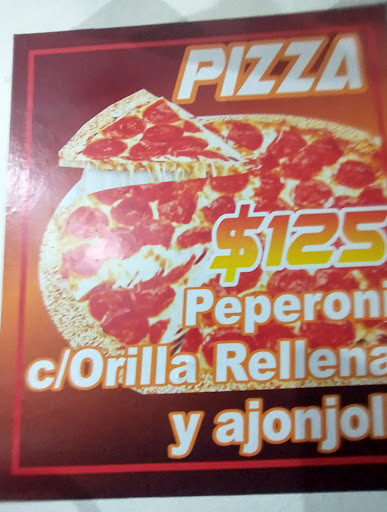 PIZZA
$125
Peperoni
c/Orilla Rellena
y ajonjol